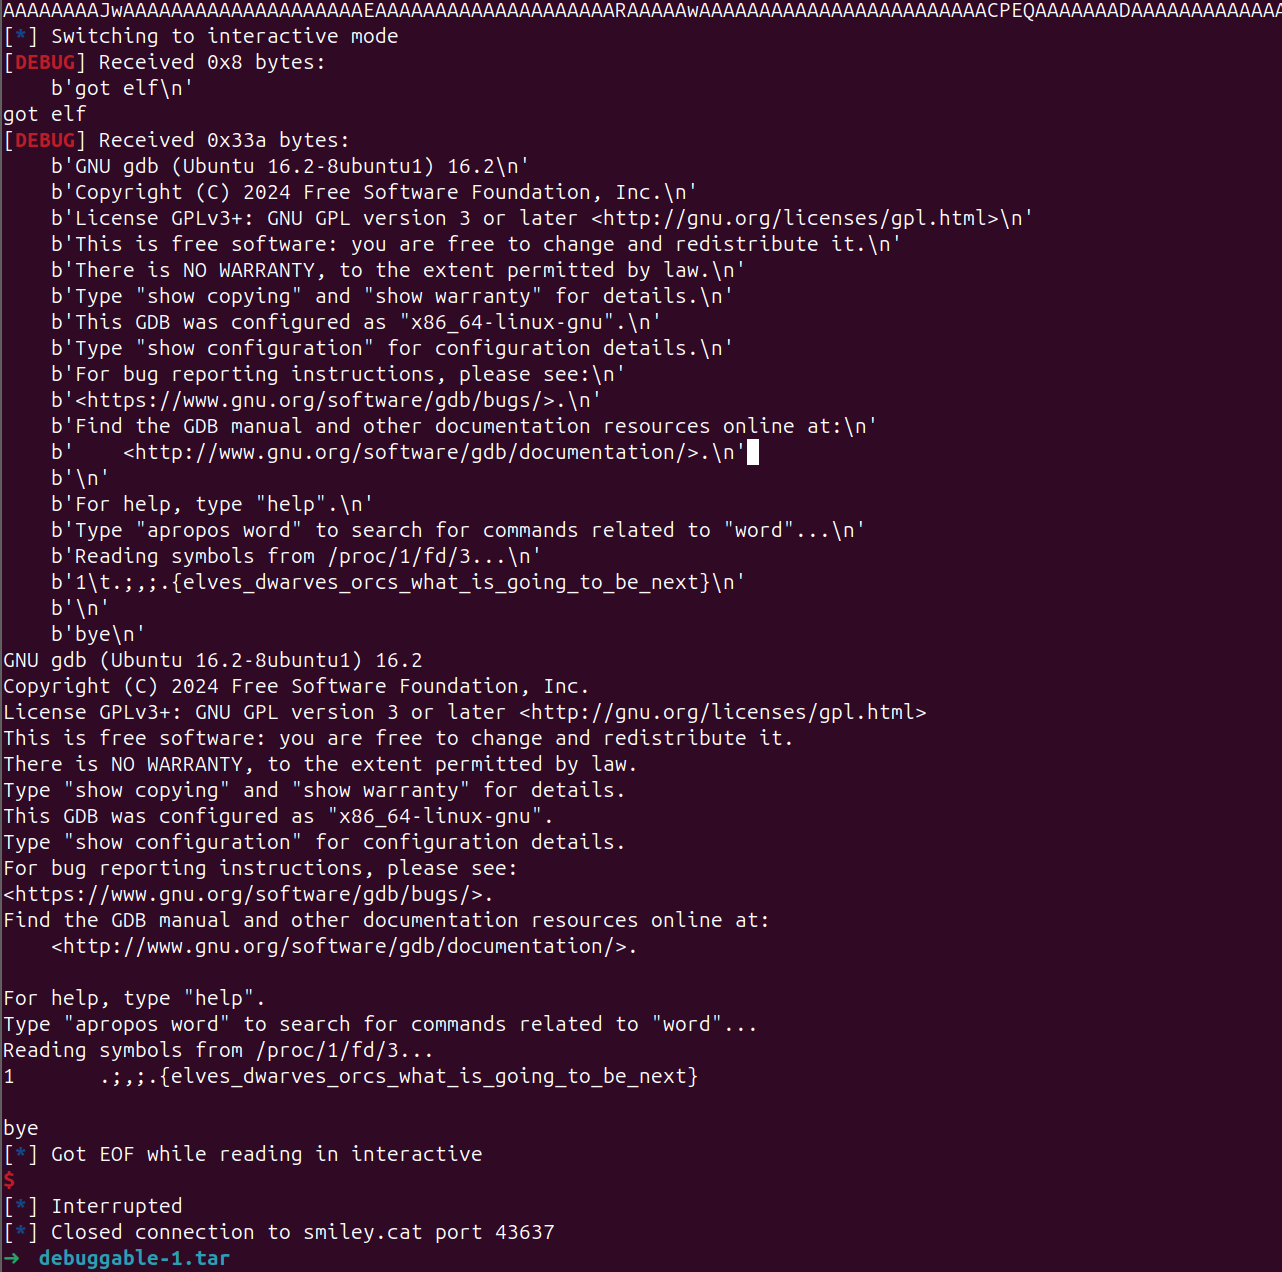 AAAAAAAAJwAAAAAAAAAAAAAAAAAAAAEAAAAAAAAAAAAAAAAAAAARAAAAAwAAAAAAAAAAAAAAAAAAAAAAAACPEQAAAAAAADAAAAAAAAAAAAA
[*] Switching to interactive mode
[DEBUG] Received 0x8 bytes:
    b'got elf\n'
got elf
[DEBUG] Received 0x33a bytes:
    b'GNU gdb (Ubuntu 16.2-8ubuntu1) 16.2\n'
    b'Copyright (C) 2024 Free Software Foundation, Inc.\n'
    b'License GPLv3+: GNU GPL version 3 or later <http://gnu.org/licenses/gpl.html>\n'
    b'This is free software: you are free to change and redistribute it.\n'
    b'There is NO WARRANTY, to the extent permitted by law.\n'
    b'Type "show copying" and "show warranty" for details.\n'
    b'This GDB was configured as "x86_64-linux-gnu".\n'
    b'Type "show configuration" for configuration details.\n'
    b'For bug reporting instructions, please see:\n'
    b'<https://www.gnu.org/software/gdb/bugs/>.\n'
    b'Find the GDB manual and other documentation resources online at:\n'
    b'    <http://www.gnu.org/software/gdb/documentation/>.\n'
    b'\n'
    b'For help, type "help".\n'
    b'Type "apropos word" to search for commands related to "word"...\n'
    b'Reading symbols from /proc/1/fd/3...\n'
    b'1\t.;,;.{elves_dwarves_orcs_what_is_going_to_be_next}\n'
    b'\n'
    b'bye\n'
GNU gdb (Ubuntu 16.2-8ubuntu1) 16.2
Copyright (C) 2024 Free Software Foundation, Inc.
License GPLv3+: GNU GPL version 3 or later <http://gnu.org/licenses/gpl.html>
This is free software: you are free to change and redistribute it.
There is NO WARRANTY, to the extent permitted by law.
Type "show copying" and "show warranty" for details.
This GDB was configured as "x86_64-linux-gnu".
Type "show configuration" for configuration details.
For bug reporting instructions, please see:
<https://www.gnu.org/software/gdb/bugs/>.
Find the GDB manual and other documentation resources online at:
    <http://www.gnu.org/software/gdb/documentation/>.

For help, type "help".
Type "apropos word" to search for commands related to "word"...
Reading symbols from /proc/1/fd/3...
1       .;,;.{elves_dwarves_orcs_what_is_going_to_be_next}

bye
[*] Got EOF while reading in interactive
$
[*] Interrupted
[*] Closed connection to smiley.cat port 43637
➜  debuggable-1.tar